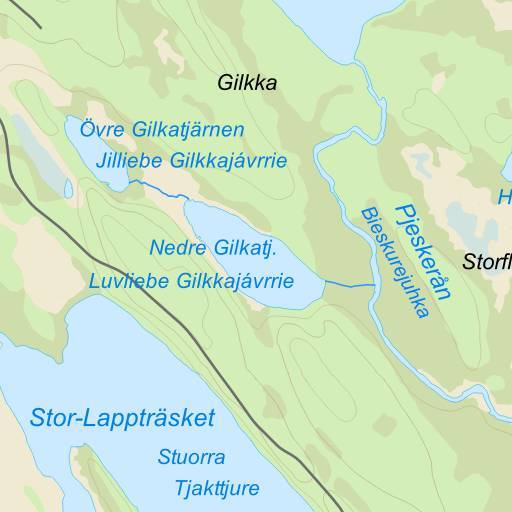 Gilkka
Övre Gilkatjärnen
Jilliebe Gilkkajávrrie
H
Pjeskerån
Bieskurejuhka
Nedre Gilkatj.
Luvliebe Gilkkajávrrie
Storfl
Stor-Lappträsket
Stuorra
Tjakttjure